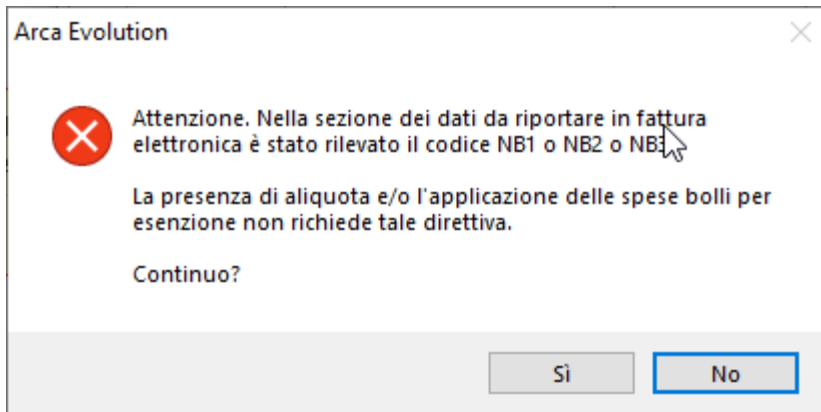 Arca Evolution
Attenzione. Nella sezione dei dati da riportare in fattura
elettronica è stato rilevato il codice NB1 o NB2 o NB3.
La presenza di aliquota e/o l'applicazione delle spese bolli per
esenzione non richiede tale direttiva.
Continuo?
Sì
No